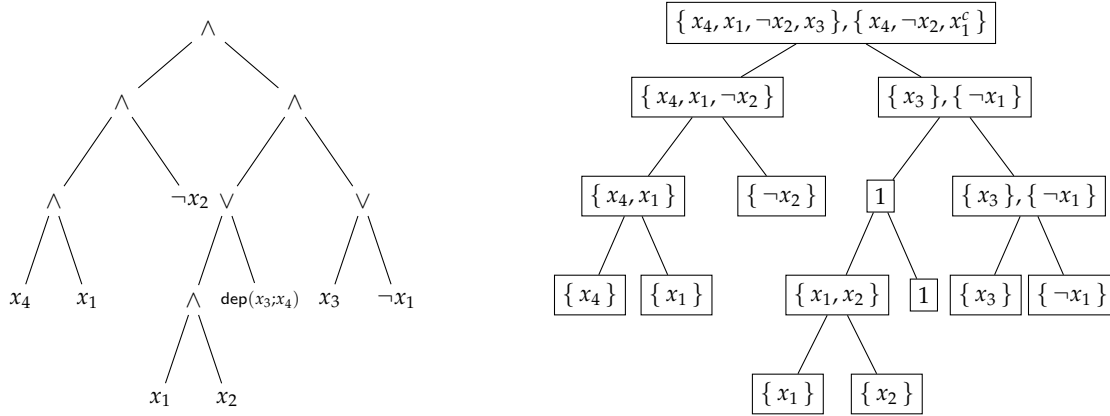 ∧
∧ ∧
∧ ¬x₂ ∨ ∨
x₄ x₁ ∧ dep(x₃;x₄) x₃ ¬x₁
x₁ x₂
{ x₄, x₁, ¬x₂, x₃ }, { x₄, ¬x₂, x₁ᶜ }
{ x₄, x₁, ¬x₂ } { x₃ }, { ¬x₁ }
{ x₄, x₁ } { ¬x₂ } 1 { x₃ }, { ¬x₁ }
{ x₄ } { x₁ } { x₁, x₂ } 1 { x₃ } { ¬x₁ }
{ x₁ } { x₂ }